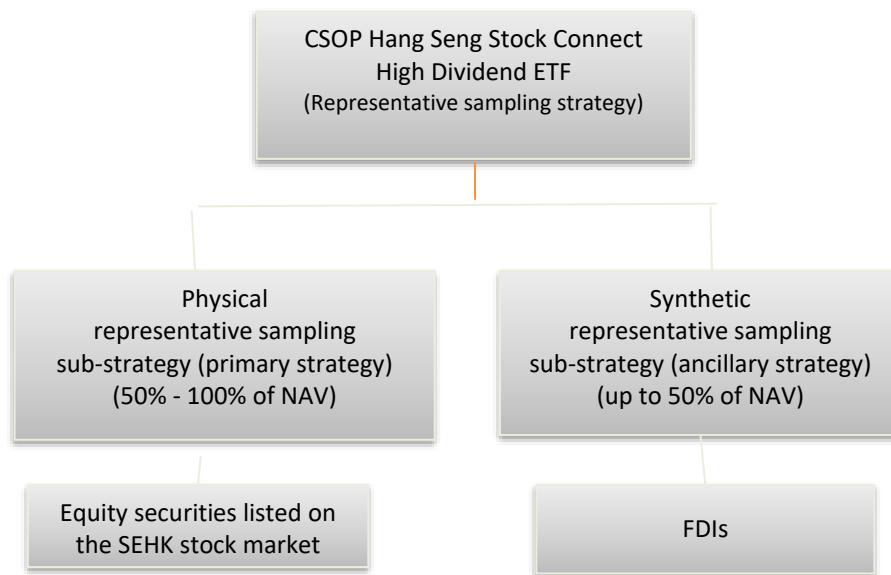 CSOP Hang Seng Stock Connect
High Dividend ETF
(Representative sampling strategy)
Physical
representative sampling
sub-strategy (primary strategy)
(50% - 100% of NAV)
Synthetic
representative sampling
sub-strategy (ancillary strategy)
(up to 50% of NAV)
Equity securities listed on
the SEHK stock market
FDIs